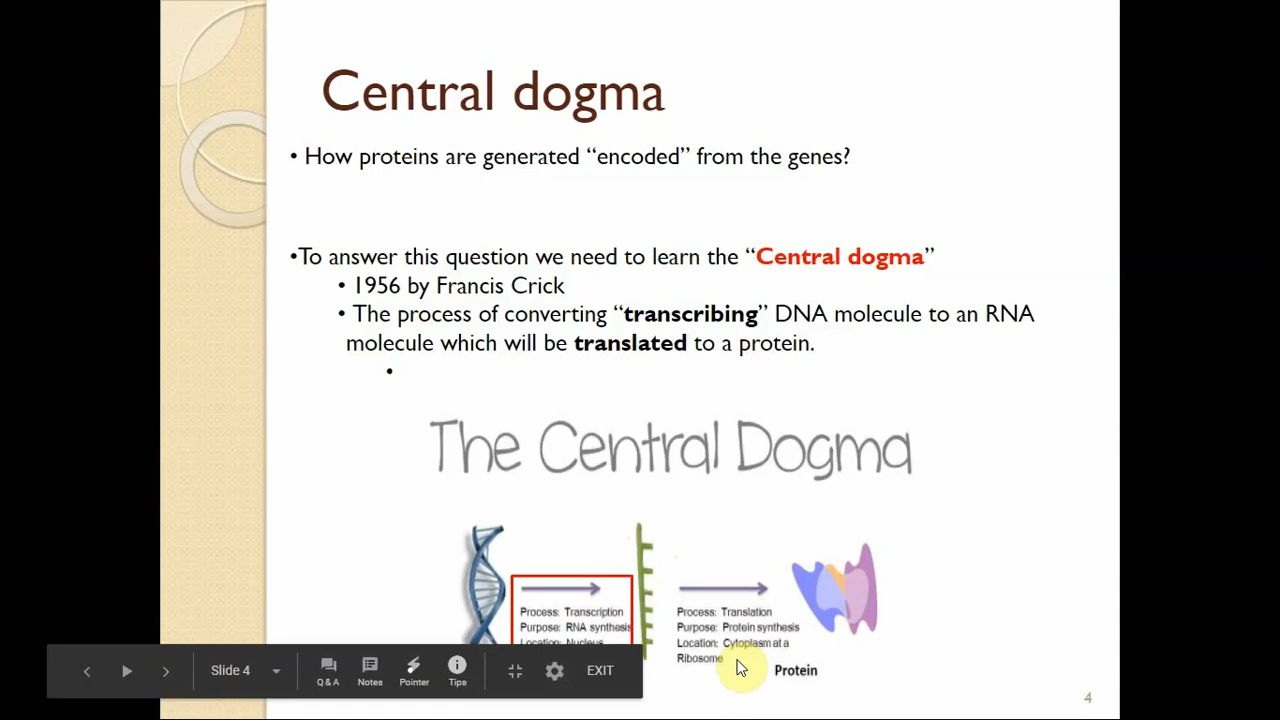 Central dogma
• How proteins are generated “encoded” from the genes?
•To answer this question we need to learn the “Central dogma”
• 1956 by Francis Crick
• The process of converting “transcribing” DNA molecule to an RNA
molecule which will be translated to a protein.
•
The Central Dogma
Process: Transcription
Purpose: RNA synthesis
Location: Nucleus
Process: Translation
Purpose: Protein synthesis
Location: Cytoplasm at a
Ribosome
Protein
Slide 4
Q & A
Notes
Pointer
Tips
EXIT
4